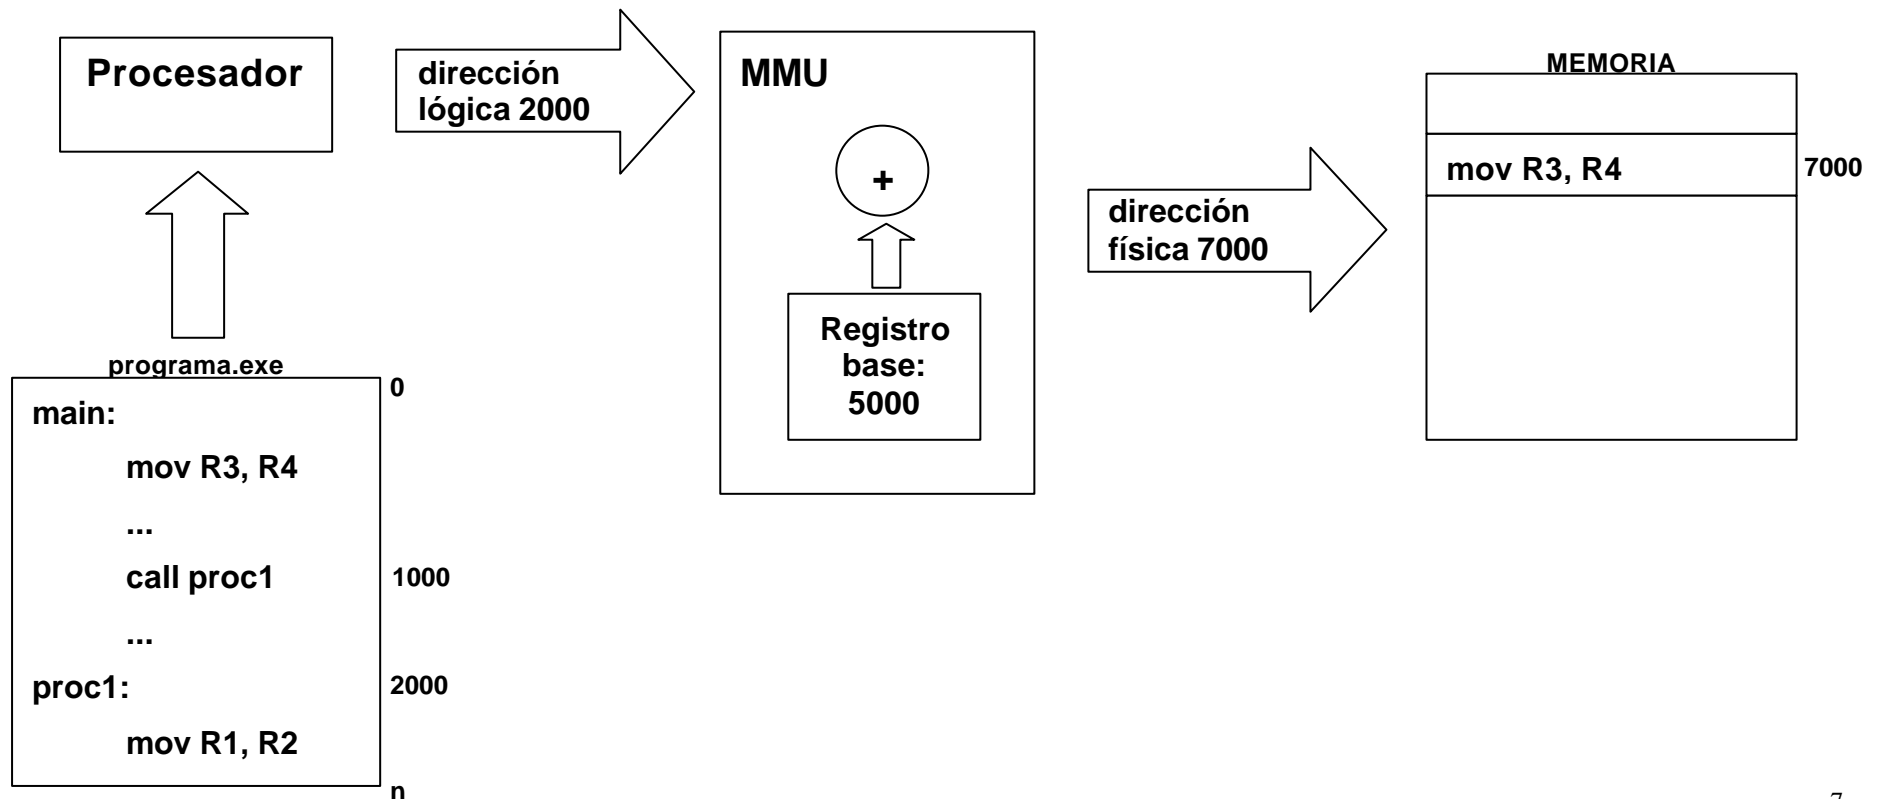 Procesador
dirección
lógica 2000
MMU
+
Registro
base:
5000
dirección
física 7000
MEMORIA
mov R3, R4
7000
programa.exe
0
main:
mov R3, R4
...
call proc1
1000
...
proc1:
2000
mov R1, R2
n
7